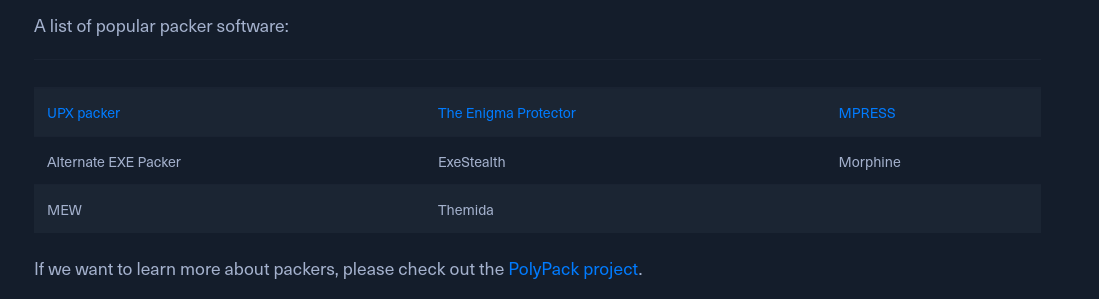 A list of popular packer software:
UPX packer The Enigma Protector MPRESS
Alternate EXE Packer ExeStealth Morphine
MEW Themida
If we want to learn more about packers, please check out the PolyPack project.